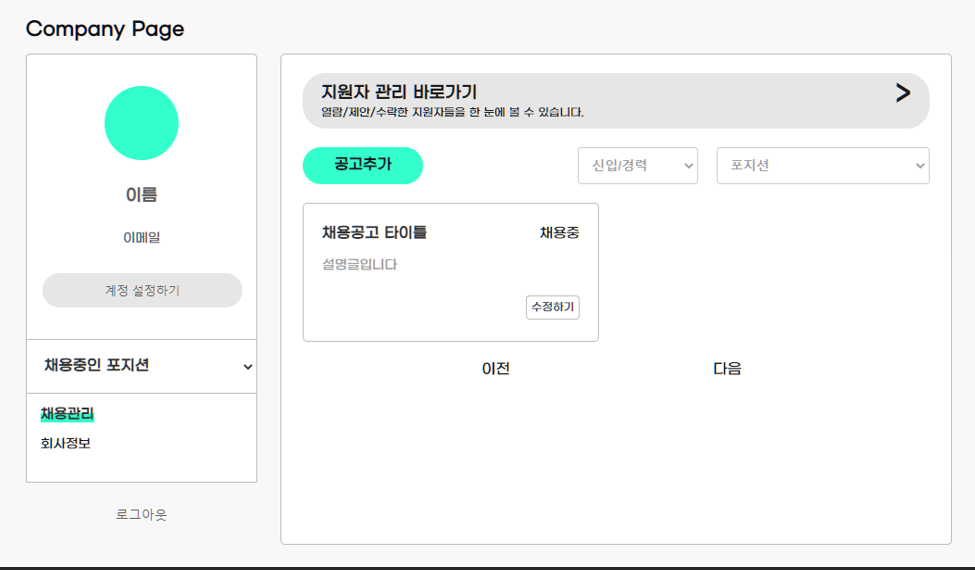 Company Page
이름
이메일
계정 설정하기
채용중인 포지션
채용관리
회사정보
로그아웃
지원자 관리 바로가기
열람/제안/수락한 지원자들을 한 눈에 볼 수 있습니다.
>
공고추가
신입/경력
포지션
채용공고 타이틀
채용중
설명글입니다
수정하기
이전
다음